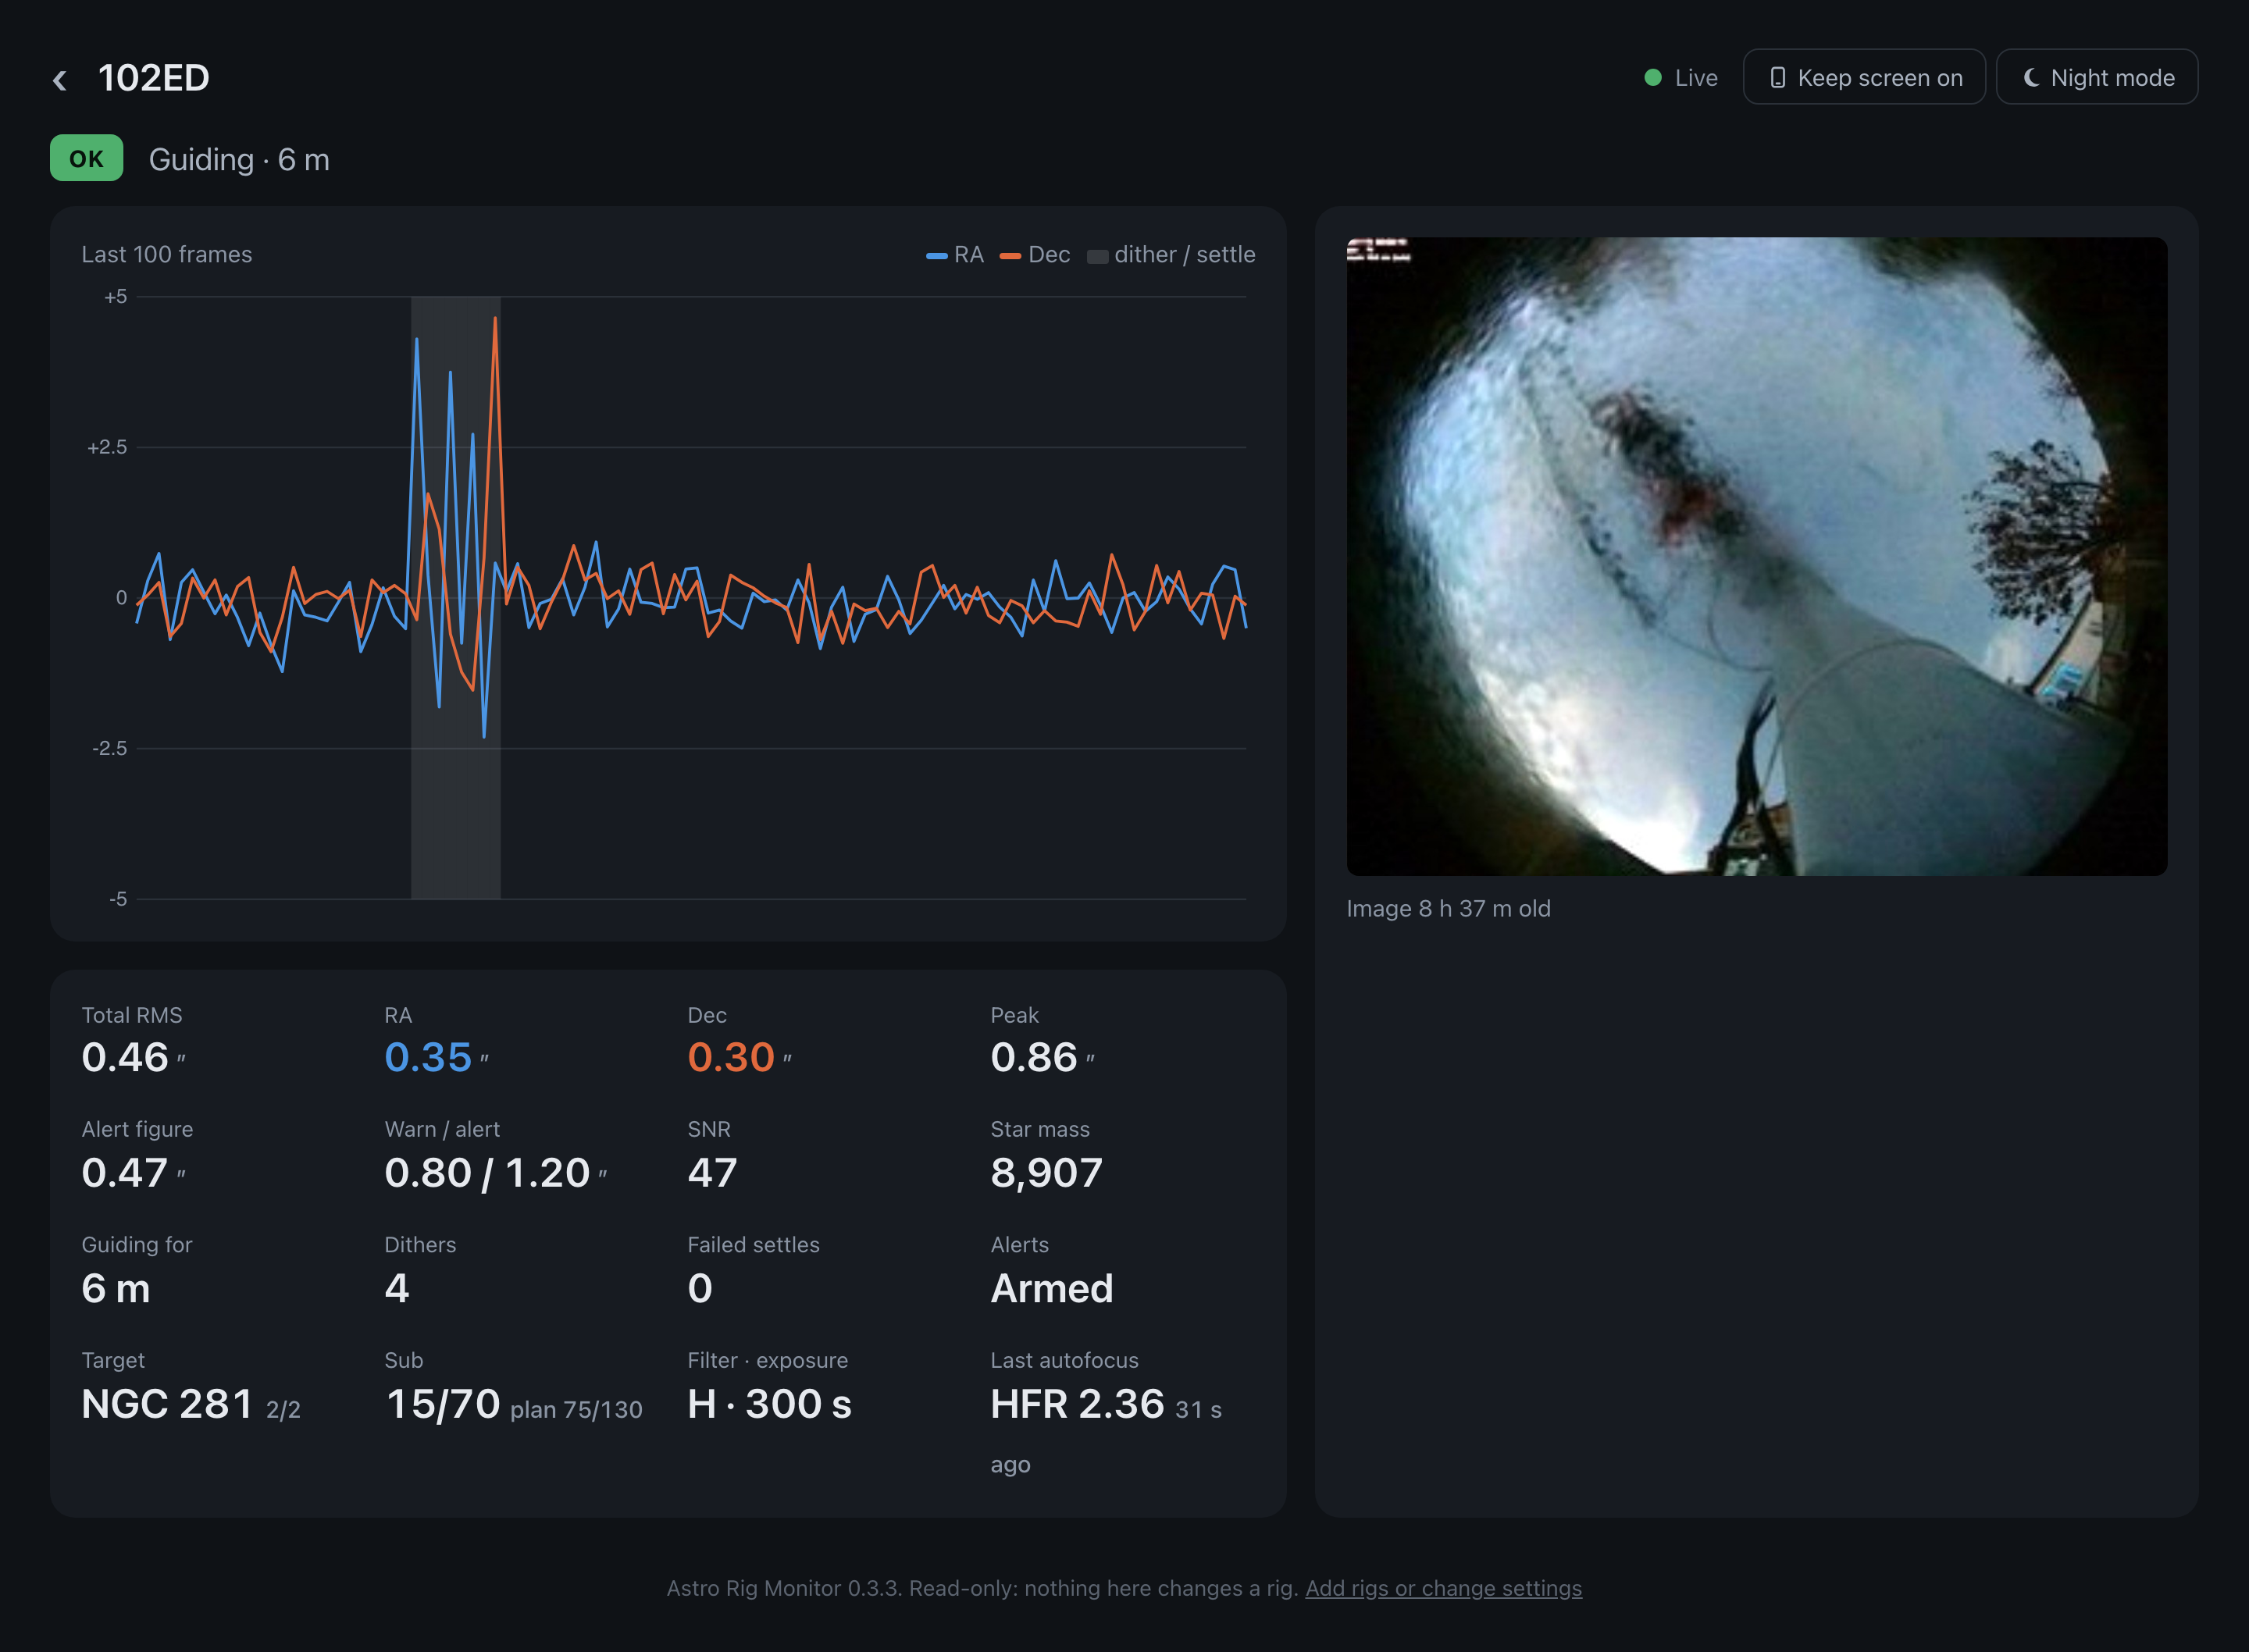 102ED
Live
Keep screen on
Night mode
OK
Guiding · 6 m
Last 100 frames
RA
Dec
dither / settle
+5
+2.5
0
-2.5
-5
Image 8 h 37 m old
Total RMS
0.46 ″
RA
0.35 ″
Dec
0.30 ″
Peak
0.86 ″
Alert figure
0.47 ″
Warn / alert
0.80 / 1.20 ″
SNR
47
Star mass
8,907
Guiding for
6 m
Dithers
4
Failed settles
0
Alerts
Armed
Target
NGC 281 2/2
Sub
15/70 plan 75/130
Filter · exposure
H · 300 s
Last autofocus
HFR 2.36 31 s
ago
Astro Rig Monitor 0.3.3. Read-only: nothing here changes a rig. Add rigs or change settings